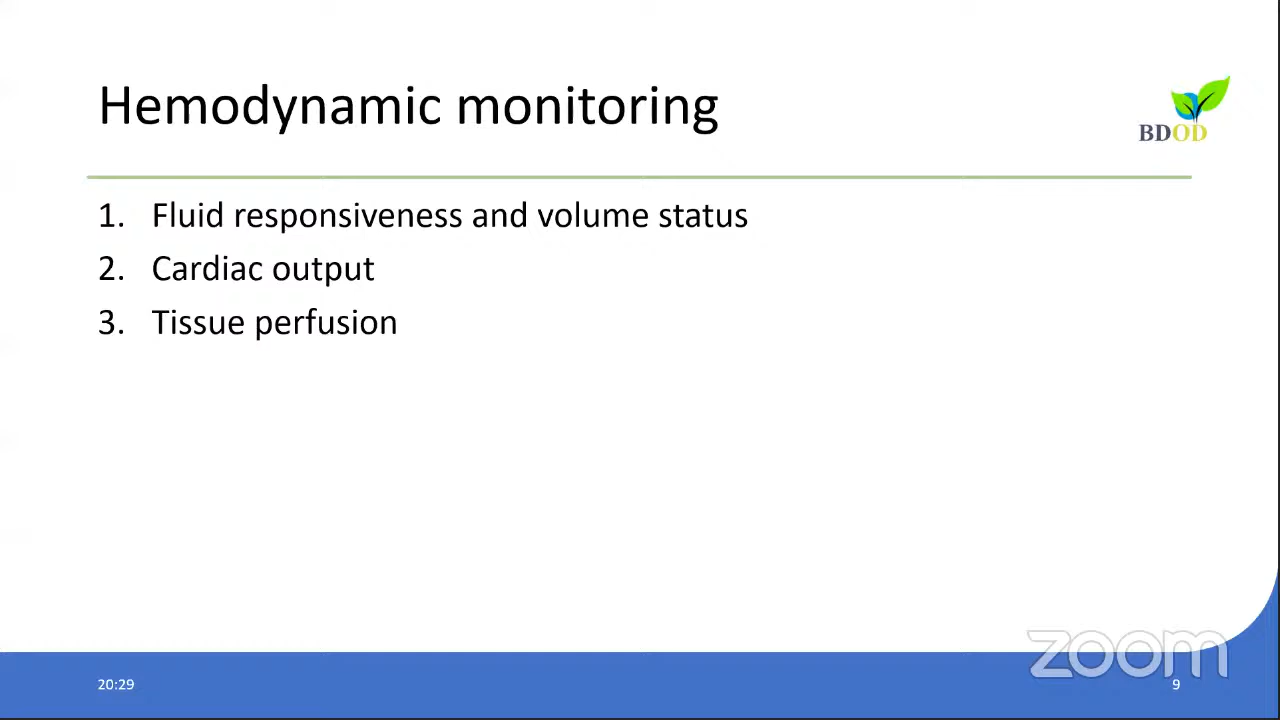 Hemodynamic monitoring
BDOD
1. Fluid responsiveness and volume status
2. Cardiac output
3. Tissue perfusion
zoom
20:29
9